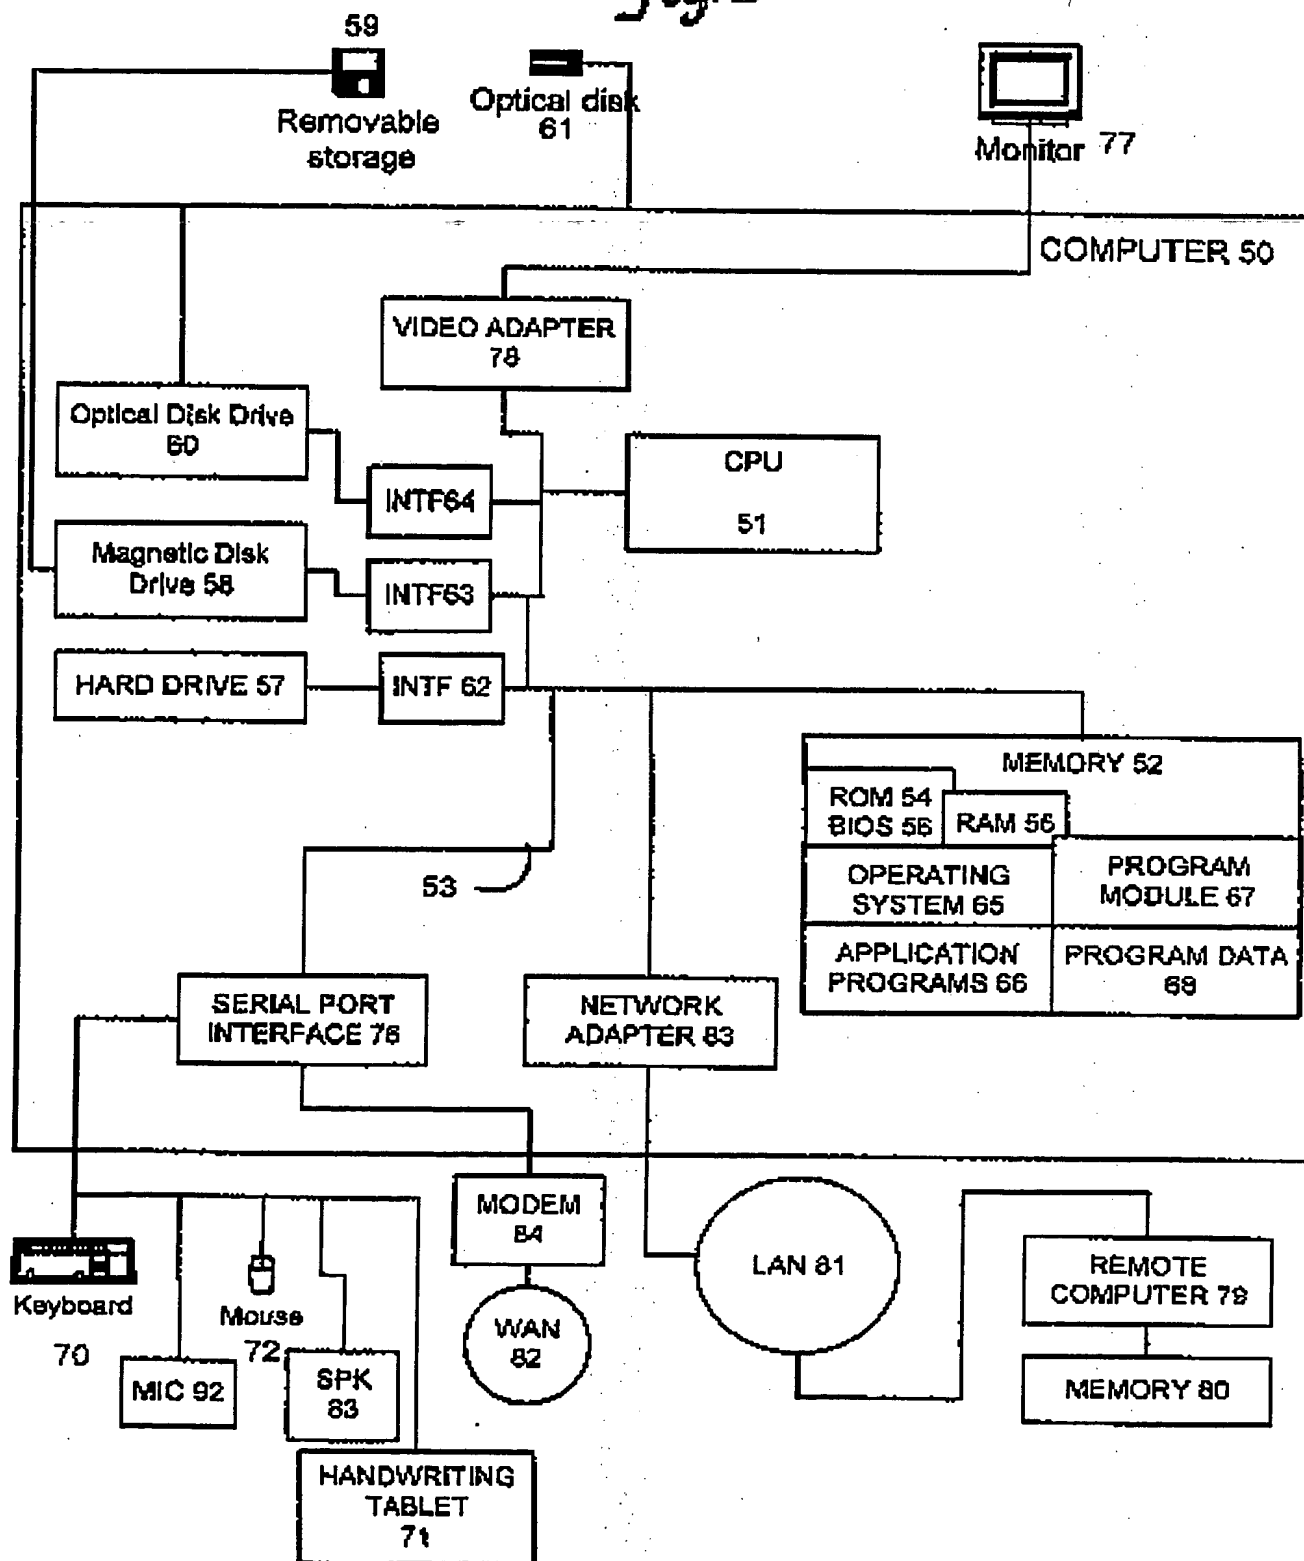 59
Removable
storage
Optical disk
61
Monitor 77
COMPUTER 50
VIDEO ADAPTER
78
Optical Disk Drive
60
INTF64
CPU
51
Magnetic Disk
Drive 58
INTF63
HARD DRIVE 57
INTF 62
MEMORY 52
ROM 54
BIOS 56
RAM 56
OPERATING
SYSTEM 65
PROGRAM
MODULE 67
53
APPLICATION
PROGRAMS 66
PROGRAM DATA
68
SERIAL PORT
INTERFACE 76
NETWORK
ADAPTER 83
MODEM
84
LAN 81
REMOTE
COMPUTER 79
Keyboard
70
Mouse
72
WAN
82
MIC 92
SPK
83
MEMORY 80
HANDWRITING
TABLET
71